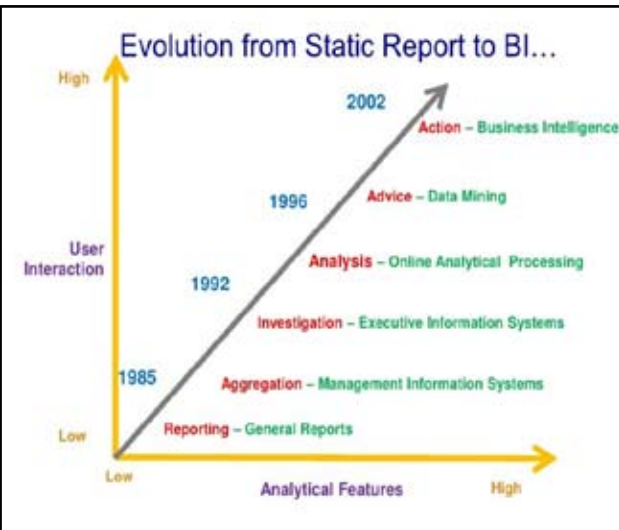 Evolution from Static Report to BI...
High
2002
Action – Business Intelligence
1996
Advice – Data Mining
User
Interaction
Analysis – Online Analytical Processing
1992
Investigation – Executive Information Systems
1985
Aggregation – Management Information Systems
Reporting – General Reports
Low
Low
Analytical Features
High